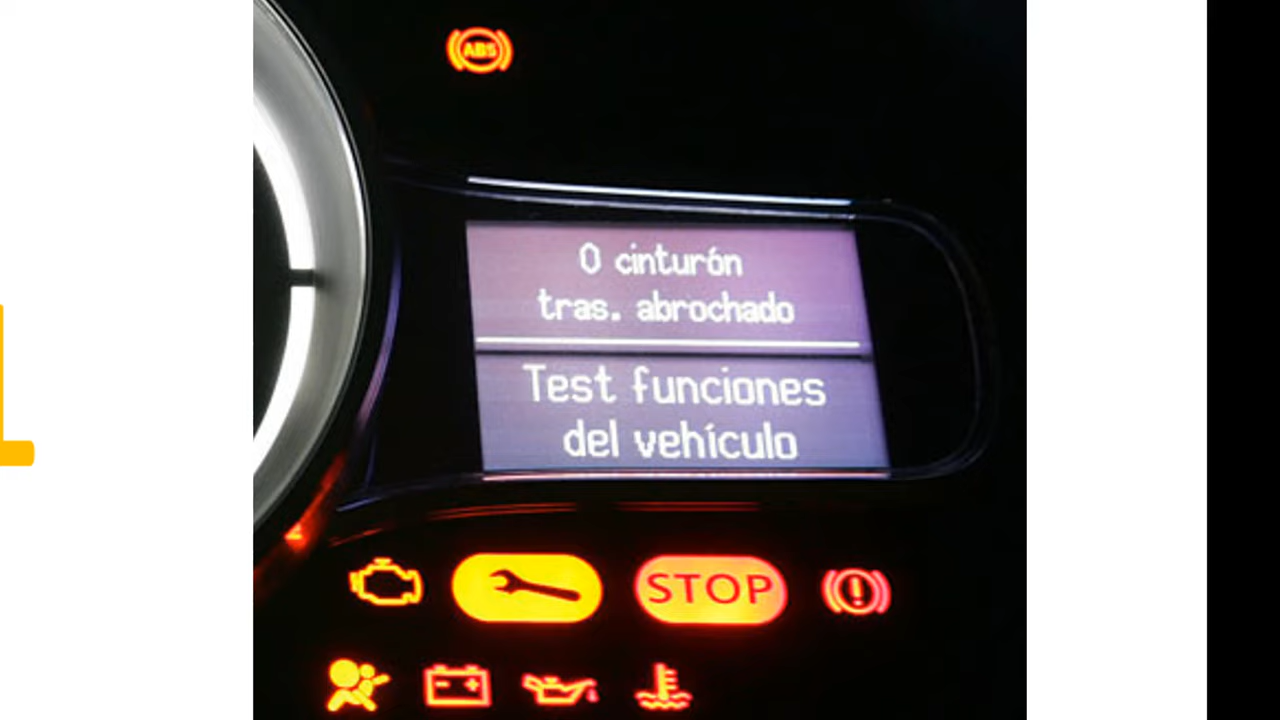 ABS
0 cinturón
tras. abrochado
Test funciones
del vehículo
STOP